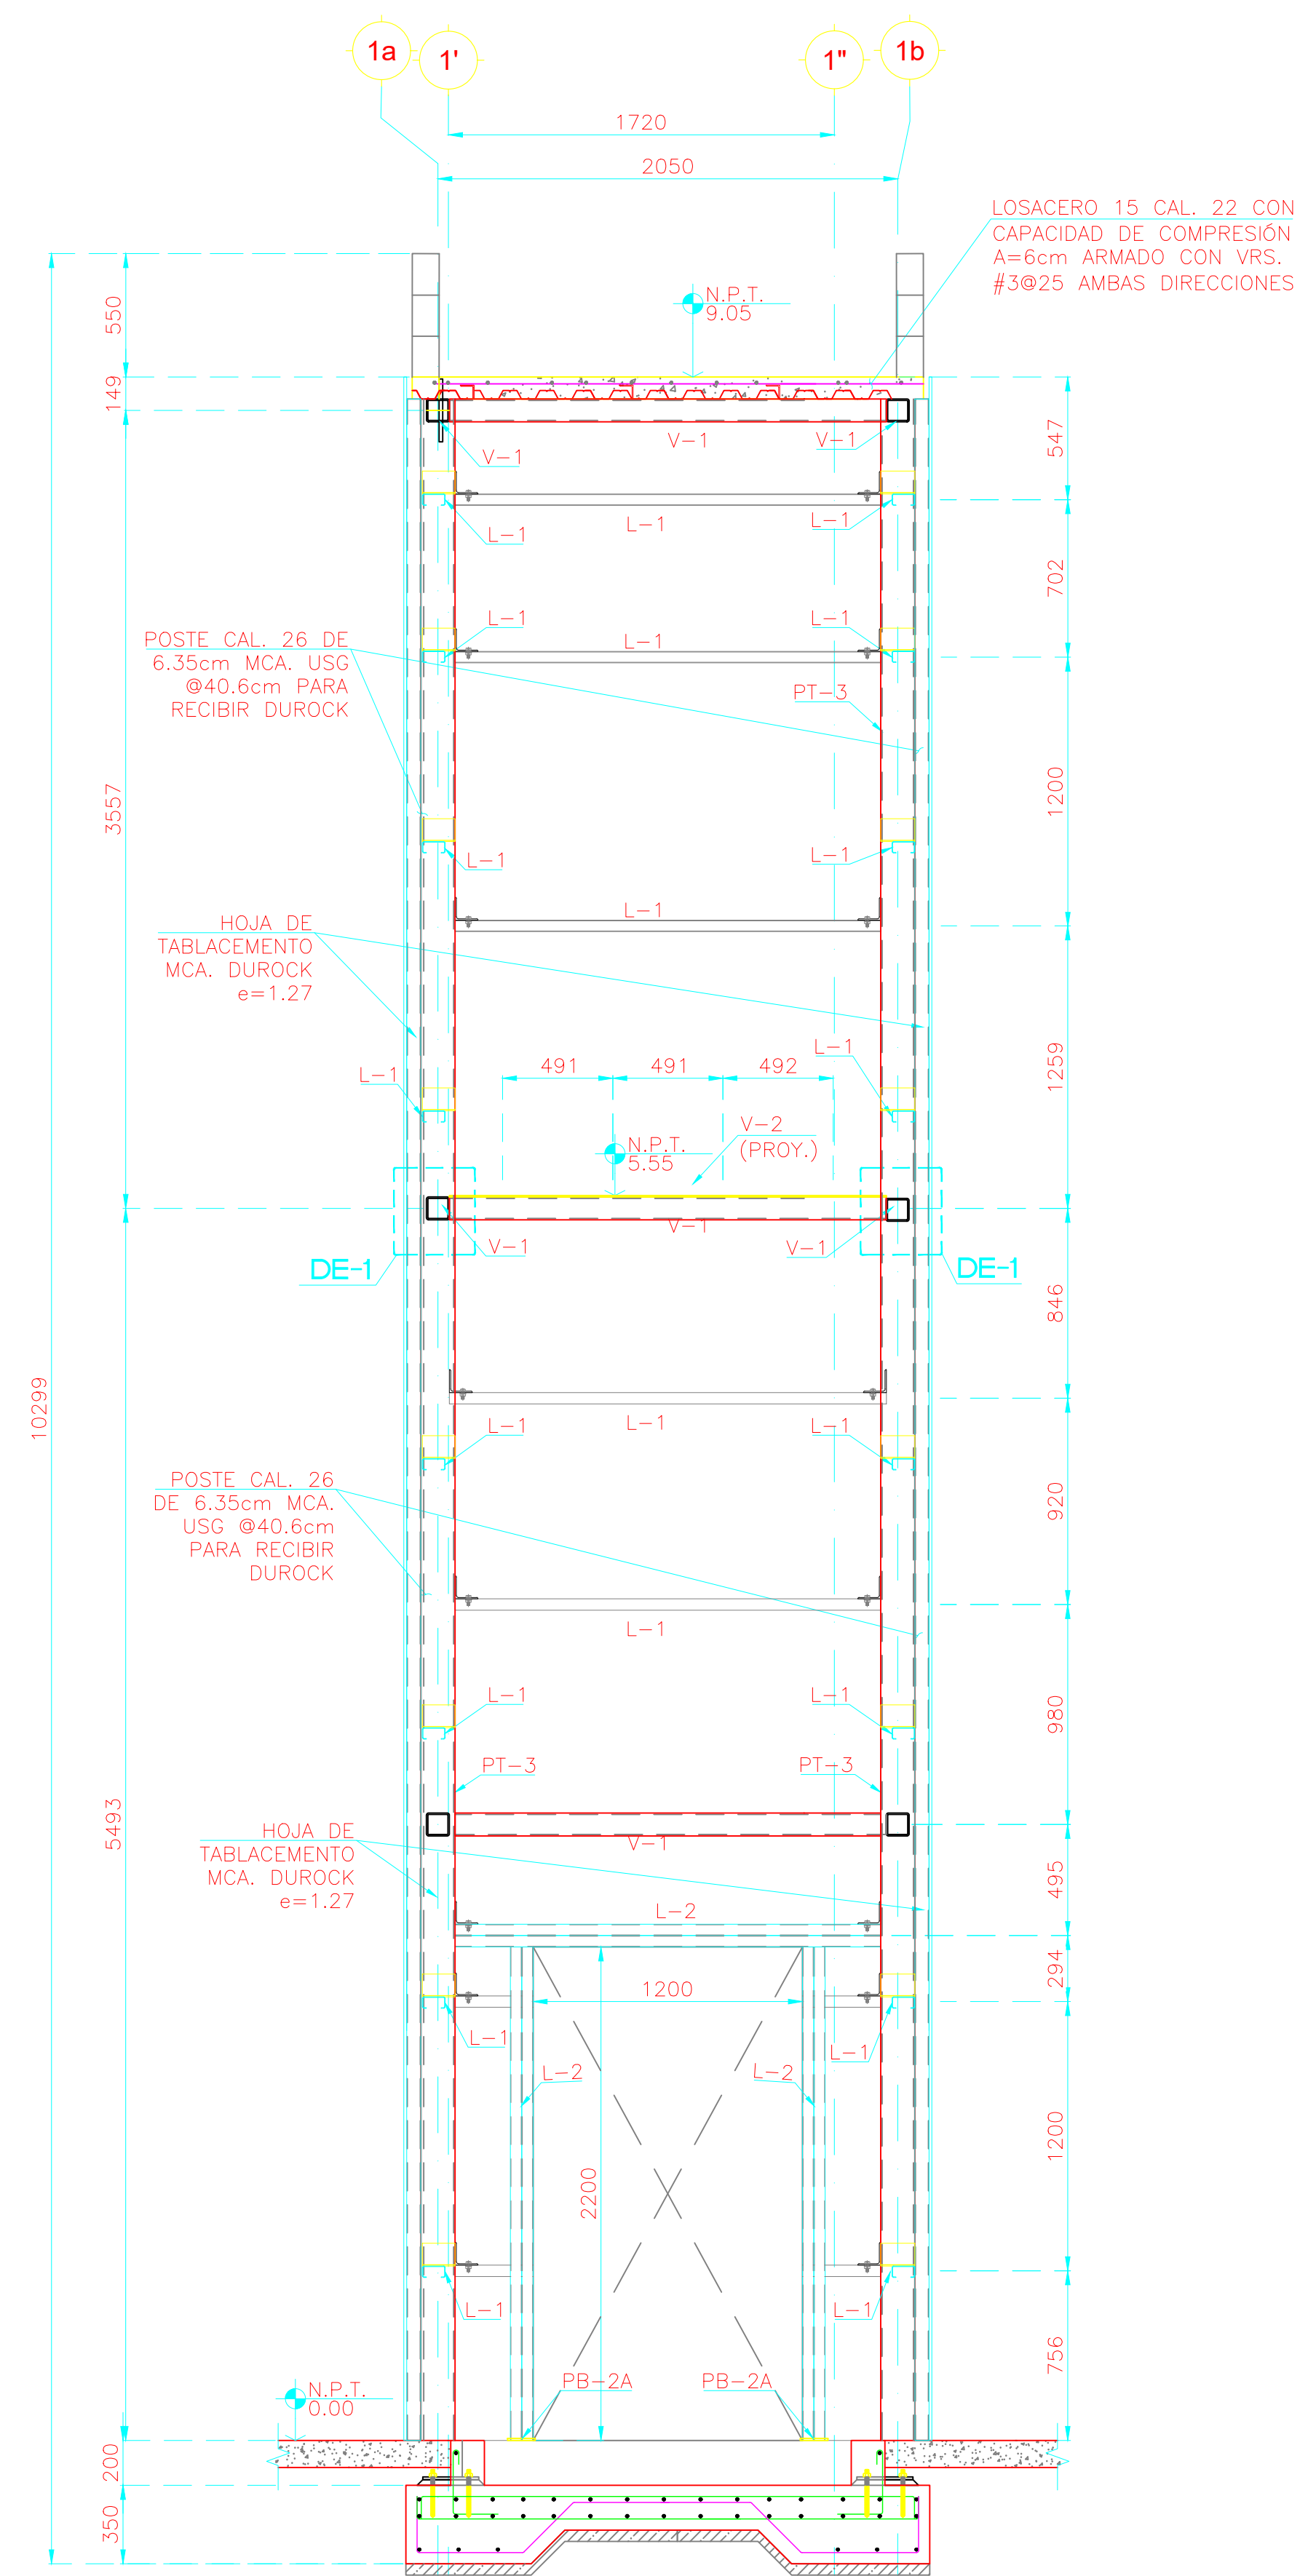 1a
1'
1"
1b
1720
2050
LOSACERO 15 CAL. 22 CON
CAPACIDAD DE COMPRESIÓN
A=6cm ARMADO CON VRS.
#3@25 AMBAS DIRECCIONES
N.P.T.
9.05
550
149
V-1
V-1
V-1
547
L-1
L-1
L-1
702
L-1
L-1
L-1
POSTE CAL. 26 DE
6.35cm MCA. USG
@40.6cm PARA
RECIBIR DUROCK
PT-3
3557
1200
L-1
L-1
L-1
HOJA DE
TABLACEMENTO
MCA. DUROCK
e=1.27
L-1
L-1
491
491
492
1259
V-2
(PROY.)
N.P.T.
5.55
V-1
V-1
V-1
DE-1
DE-1
846
10299
L-1
L-1
L-1
POSTE CAL. 26
DE 6.35cm MCA.
USG @40.6cm
PARA RECIBIR
DUROCK
920
L-1
L-1
L-1
980
PT-3
PT-3
5493
HOJA DE
TABLACEMENTO
MCA. DUROCK
e=1.27
V-1
495
L-2
294
1200
L-1
L-1
L-2
L-2
2200
1200
L-1
L-1
756
PB-2A
PB-2A
N.P.T.
0.00
200
350